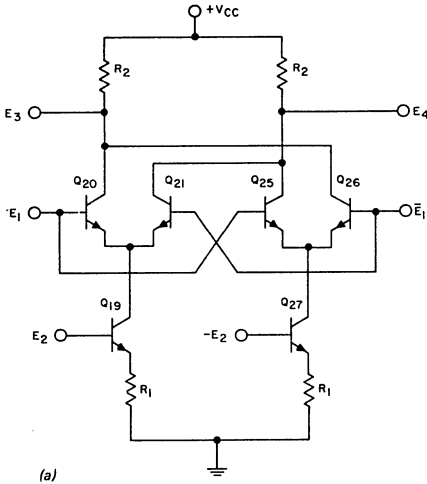 +VCC
R2 R2
E3 E4
Q20 Q21 Q25 Q26
E1 Ē1
Q19 Q27
E2 -E2
R1 R1
(a)